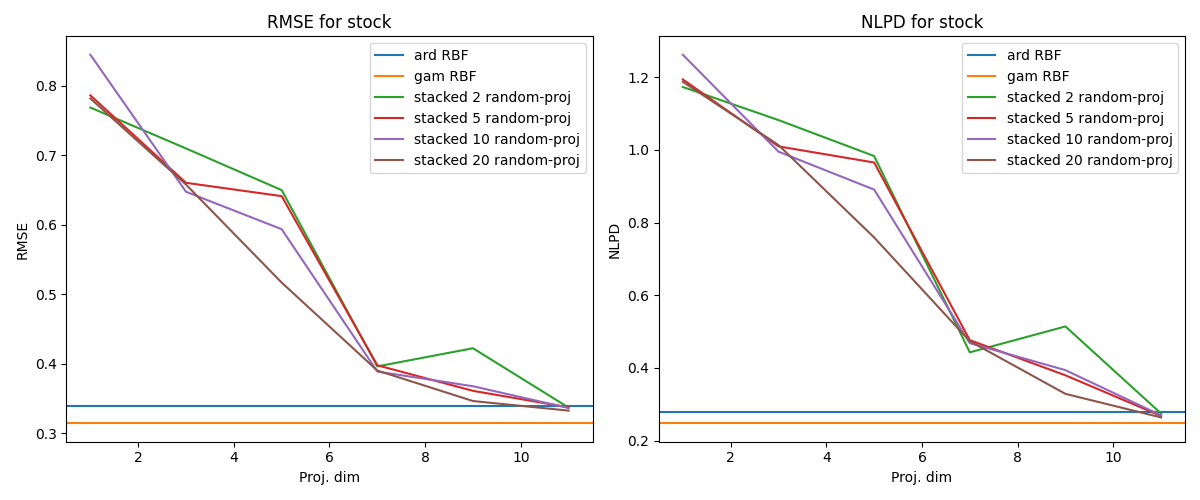 RMSE for stock
RMSE
0.8
0.7
0.6
0.5
0.4
0.3
ard RBF
gam RBF
stacked 2 random-proj
stacked 5 random-proj
stacked 10 random-proj
stacked 20 random-proj
2 4 6 8 10
Proj. dim
NLPD for stock
NLPD
1.2
1.0
0.8
0.6
0.4
0.2
ard RBF
gam RBF
stacked 2 random-proj
stacked 5 random-proj
stacked 10 random-proj
stacked 20 random-proj
2 4 6 8 10
Proj. dim